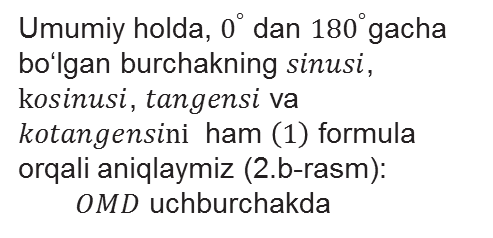 Umumiy holda, 0° dan 180°gacha
bo‘lgan burchakning sinusi,
kosinusi, tangensi va
kotangensini ham (1) formula
orqali aniqlaymiz (2.b-rasm):
OMD uchburchakda